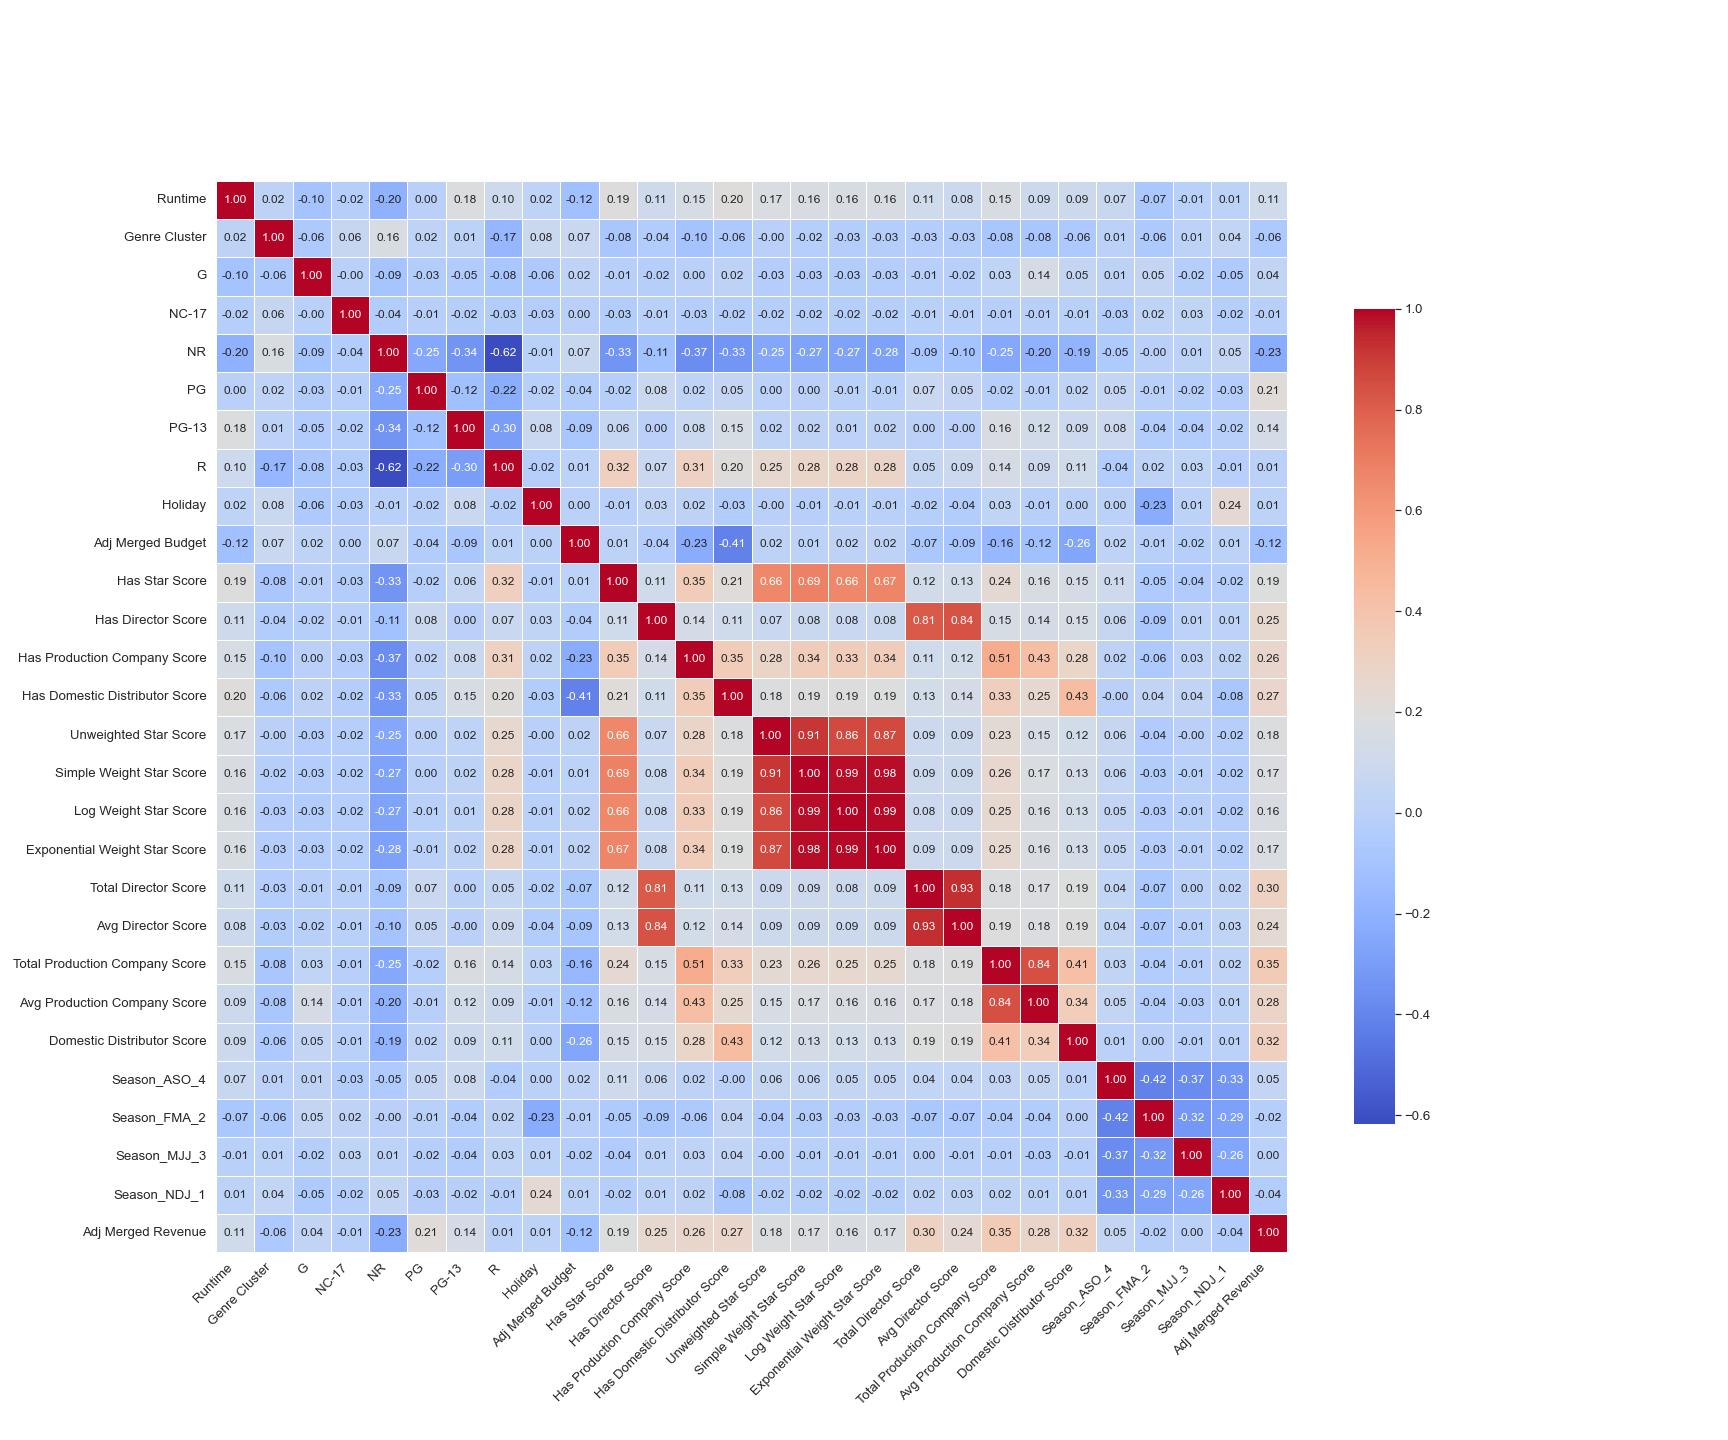 Runtime 1.00 0.02 -0.10 -0.02 -0.20 0.00 0.18 0.10 0.02 -0.12 0.19 0.11 0.15 0.20 0.17 0.16 0.16 0.16 0.11 0.08 0.15 0.09 0.09 0.07 -0.07 -0.01 0.01 0.11
Genre Cluster 0.02 1.00 -0.06 0.06 0.16 0.02 0.01 -0.17 0.08 0.07 -0.08 -0.04 -0.10 -0.06 -0.00 -0.02 -0.03 -0.03 -0.03 -0.03 -0.08 -0.08 -0.06 0.01 -0.06 0.01 0.04 -0.06
G -0.10 -0.06 1.00 -0.00 -0.09 -0.03 -0.05 -0.08 -0.06 0.02 -0.01 -0.02 0.00 0.02 -0.03 -0.03 -0.03 -0.03 -0.01 -0.02 0.03 0.14 0.05 0.01 0.05 -0.02 -0.05 0.04
NC-17 -0.02 0.06 -0.00 1.00 -0.04 -0.01 -0.02 -0.03 -0.03 0.00 -0.03 -0.01 -0.03 -0.02 -0.02 -0.02 -0.02 -0.02 -0.01 -0.01 -0.01 -0.01 -0.01 -0.03 0.02 0.03 -0.02 -0.01
NR -0.20 0.16 -0.09 -0.04 1.00 -0.25 -0.34 -0.62 -0.01 0.07 -0.33 -0.11 -0.37 -0.33 -0.25 -0.27 -0.27 -0.28 -0.09 -0.10 -0.25 -0.20 -0.19 -0.05 -0.00 0.01 0.05 -0.23
PG 0.00 0.02 -0.03 -0.01 -0.25 1.00 -0.12 -0.22 -0.02 -0.04 -0.02 0.08 0.02 0.05 0.00 0.00 -0.01 -0.01 0.07 0.05 -0.02 -0.01 0.02 0.05 -0.01 -0.02 -0.03 0.21
PG-13 0.18 0.01 -0.05 -0.02 -0.34 -0.12 1.00 -0.30 0.08 -0.09 0.06 0.00 0.08 0.15 0.02 0.02 0.01 0.02 0.00 -0.00 0.16 0.12 0.09 0.08 -0.04 -0.04 -0.02 0.14
R 0.10 -0.17 -0.08 -0.03 -0.62 -0.22 -0.30 1.00 -0.02 0.01 0.32 0.07 0.31 0.20 0.25 0.28 0.28 0.28 0.05 0.09 0.14 0.09 0.11 -0.04 0.02 0.03 -0.01 0.01
Holiday 0.02 0.08 -0.06 -0.03 -0.01 -0.02 0.08 -0.02 1.00 0.00 -0.01 0.03 0.02 -0.03 -0.00 -0.01 -0.01 -0.01 -0.02 -0.04 0.03 -0.01 0.00 0.00 -0.23 0.01 0.24 0.01
Adj Merged Budget -0.12 0.07 0.02 0.00 0.07 -0.04 -0.09 0.01 0.00 1.00 0.01 -0.04 -0.23 -0.41 0.02 0.01 0.02 0.02 -0.07 -0.09 -0.16 -0.12 -0.26 0.02 -0.01 -0.02 0.01 -0.12
Has Star Score 0.19 -0.08 -0.01 -0.03 -0.33 -0.02 0.06 0.32 -0.01 0.01 1.00 0.11 0.35 0.21 0.66 0.69 0.66 0.67 0.12 0.13 0.24 0.16 0.15 0.11 -0.05 -0.04 -0.02 0.19
Has Director Score 0.11 -0.04 -0.02 -0.01 -0.11 0.08 0.00 0.07 0.03 -0.04 0.11 1.00 0.14 0.11 0.07 0.08 0.08 0.08 0.81 0.84 0.15 0.14 0.15 0.06 -0.09 0.01 0.01 0.25
Has Production Company Score 0.15 -0.10 0.00 -0.03 -0.37 0.02 0.08 0.31 0.02 -0.23 0.35 0.14 1.00 0.35 0.28 0.34 0.33 0.34 0.11 0.12 0.51 0.43 0.28 0.02 -0.06 0.03 0.02 0.26
Has Domestic Distributor Score 0.20 -0.06 0.02 -0.02 -0.33 0.05 0.15 0.20 -0.03 -0.41 0.21 0.11 0.35 1.00 0.18 0.19 0.19 0.19 0.13 0.14 0.33 0.25 0.43 -0.00 0.04 0.04 -0.08 0.27
Unweighted Star Score 0.17 -0.00 -0.03 -0.02 -0.25 0.00 0.02 0.25 -0.00 0.02 0.66 0.07 0.28 0.18 1.00 0.91 0.86 0.87 0.09 0.09 0.23 0.15 0.12 0.06 -0.04 -0.00 -0.02 0.18
Simple Weight Star Score 0.16 -0.02 -0.03 -0.02 -0.27 0.00 0.02 0.28 -0.01 0.01 0.69 0.08 0.34 0.19 0.91 1.00 0.99 0.98 0.09 0.09 0.26 0.17 0.13 0.06 -0.03 -0.01 -0.02 0.17
Log Weight Star Score 0.16 -0.03 -0.03 -0.02 -0.27 -0.01 0.01 0.28 -0.01 0.02 0.66 0.08 0.33 0.19 0.86 0.99 1.00 0.99 0.08 0.09 0.25 0.16 0.13 0.05 -0.03 -0.01 -0.02 0.16
Exponential Weight Star Score 0.16 -0.03 -0.03 -0.02 -0.28 -0.01 0.02 0.28 -0.01 0.02 0.67 0.08 0.34 0.19 0.87 0.98 0.99 1.00 0.09 0.09 0.25 0.16 0.13 0.05 -0.03 -0.01 -0.02 0.17
Total Director Score 0.11 -0.03 -0.01 -0.01 -0.09 0.07 0.00 0.05 -0.02 -0.07 0.12 0.81 0.11 0.13 0.09 0.09 0.08 0.09 1.00 0.93 0.18 0.17 0.19 0.04 -0.07 0.00 0.02 0.30
Avg Director Score 0.08 -0.03 -0.02 -0.01 -0.10 0.05 -0.00 0.09 -0.04 -0.09 0.13 0.84 0.12 0.14 0.09 0.09 0.09 0.09 0.93 1.00 0.19 0.18 0.19 0.04 -0.07 -0.01 0.03 0.24
Total Production Company Score 0.15 -0.08 0.03 -0.01 -0.25 -0.02 0.16 0.14 0.03 -0.16 0.24 0.15 0.51 0.33 0.23 0.26 0.25 0.25 0.18 0.19 1.00 0.84 0.41 0.03 -0.04 -0.01 0.02 0.35
Avg Production Company Score 0.09 -0.08 0.14 -0.01 -0.20 -0.01 0.12 0.09 -0.01 -0.12 0.16 0.14 0.43 0.25 0.15 0.17 0.16 0.16 0.17 0.18 0.84 1.00 0.34 0.05 -0.04 -0.03 0.01 0.28
Domestic Distributor Score 0.09 -0.06 0.05 -0.01 -0.19 0.02 0.09 0.11 0.00 -0.26 0.15 0.15 0.28 0.43 0.12 0.13 0.13 0.13 0.19 0.19 0.41 0.34 1.00 0.01 0.00 -0.01 0.01 0.32
Season_ASO_4 0.07 0.01 0.01 -0.03 -0.05 0.05 0.08 -0.04 0.00 0.02 0.11 0.06 0.02 -0.00 0.06 0.06 0.05 0.05 0.04 0.04 0.03 0.05 0.01 1.00 -0.42 -0.37 -0.33 0.05
Season_FMA_2 -0.07 -0.06 0.05 0.02 -0.00 -0.01 -0.04 0.02 -0.23 -0.01 -0.05 -0.09 -0.06 0.04 -0.04 -0.03 -0.03 -0.03 -0.07 -0.07 -0.04 -0.04 0.00 -0.42 1.00 -0.32 -0.29 -0.02
Season_MJJ_3 -0.01 0.01 -0.02 0.03 0.01 -0.02 -0.04 0.03 0.01 -0.02 -0.04 0.01 0.03 0.04 -0.00 -0.01 -0.01 -0.01 0.00 -0.01 -0.01 -0.03 -0.01 -0.37 -0.32 1.00 -0.26 0.00
Season_NDJ_1 0.01 0.04 -0.05 -0.02 0.05 -0.03 -0.02 -0.01 0.24 0.01 -0.02 0.01 0.02 -0.08 -0.02 -0.02 -0.02 -0.02 0.02 0.03 0.02 0.01 0.01 -0.33 -0.29 -0.26 1.00 -0.04
Adj Merged Revenue 0.11 -0.06 0.04 -0.01 -0.23 0.21 0.14 0.01 0.01 -0.12 0.19 0.25 0.26 0.27 0.18 0.17 0.16 0.17 0.30 0.24 0.35 0.28 0.32 0.05 -0.02 0.00 -0.04 1.00
Runtime
Genre Cluster
G
NC-17
NR
PG
PG-13
R
Holiday
Adj Merged Budget
Has Star Score
Has Director Score
Has Production Company Score
Has Domestic Distributor Score
Unweighted Star Score
Simple Weight Star Score
Log Weight Star Score
Exponential Weight Star Score
Total Director Score
Avg Director Score
Total Production Company Score
Avg Production Company Score
Domestic Distributor Score
Season_ASO_4
Season_FMA_2
Season_MJJ_3
Season_NDJ_1
Adj Merged Revenue
1.0
0.8
0.6
0.4
0.2
0.0
−0.2
−0.4
−0.6